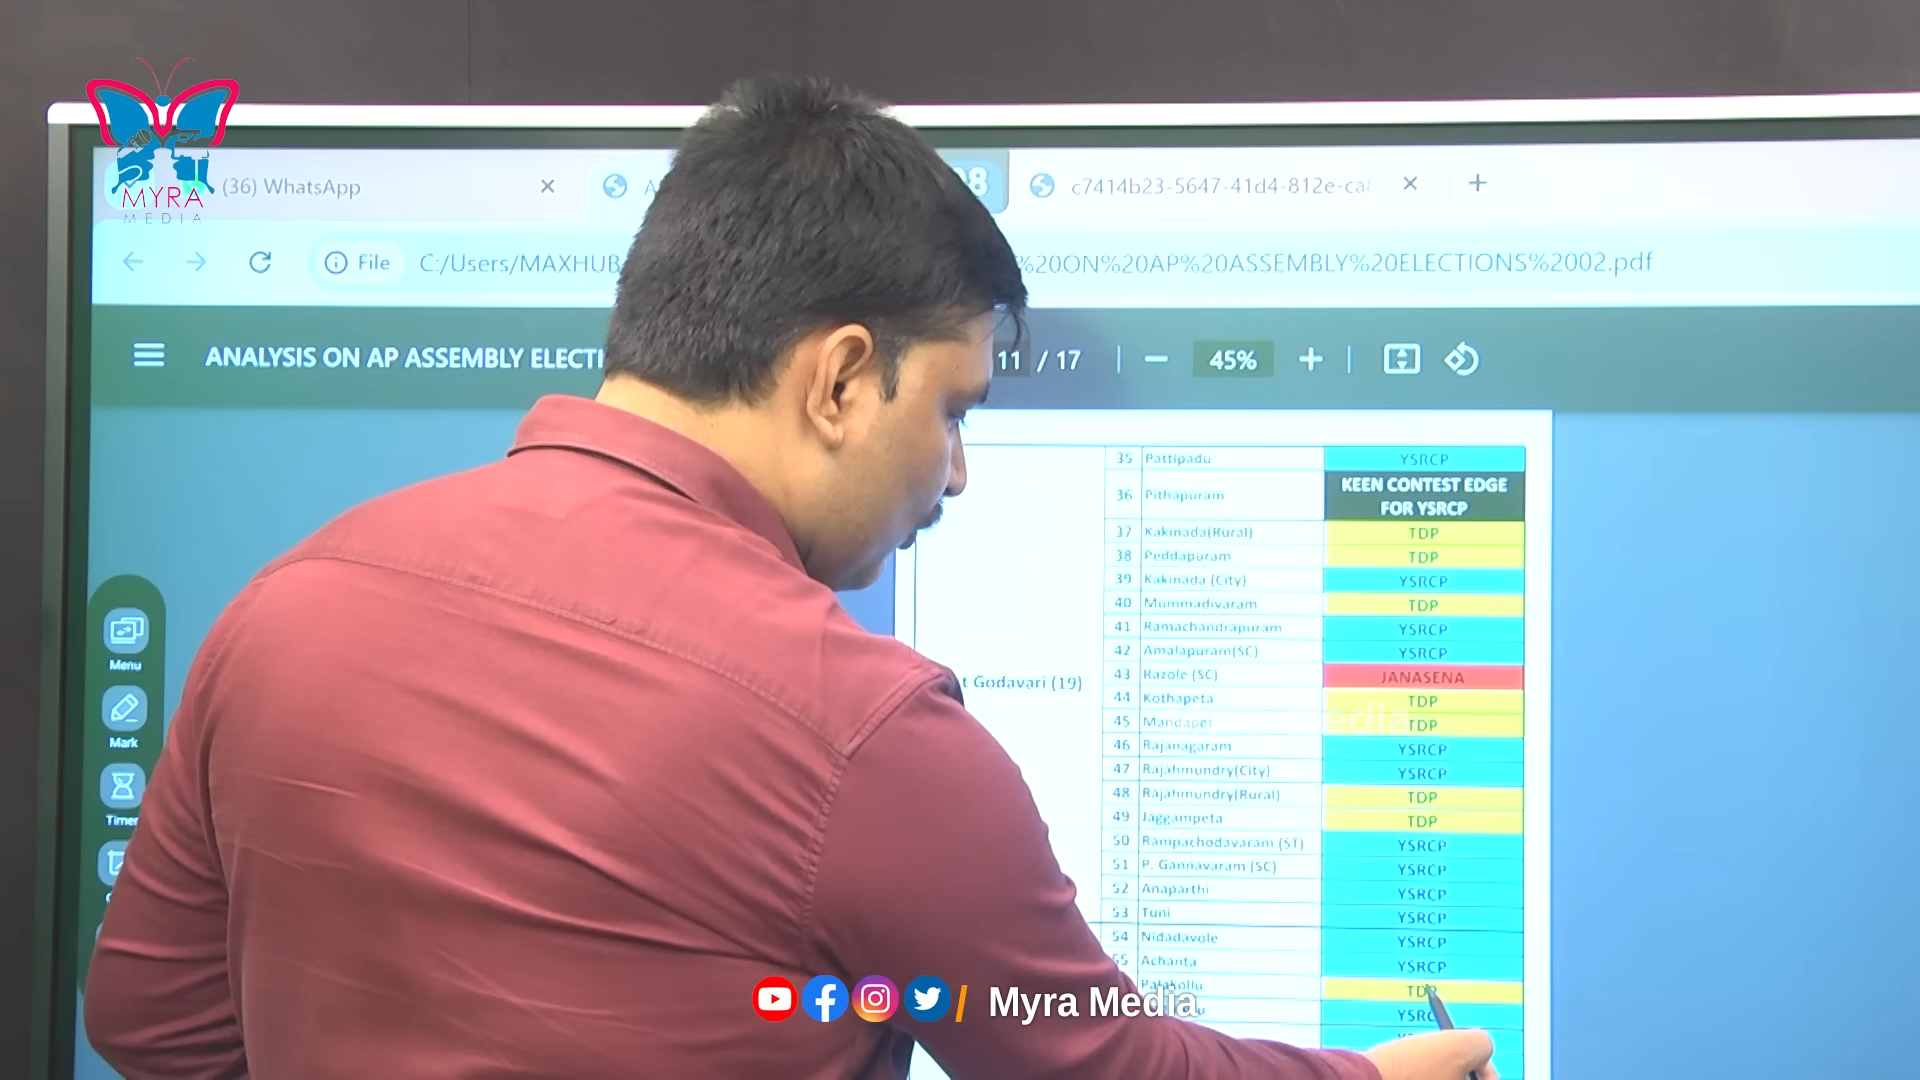 MYRA
MEDIA
(36) WhatsApp
c7414b23-5647-41d4-812e-ca
File
C:/Users/MAXHUB
%20ON%20AP%20ASSEMBLY%20ELECTIONS%2002.pdf
ANALYSIS ON AP ASSEMBLY ELECTI
11 / 17
45%
35 Pattipadu YSRCP
36 Pithapuram KEEN CONTEST EDGE
FOR YSRCP
37 Kakinada(Rural) TDP
38 Peddapuram TDP
39 Kakinada (City) YSRCP
40 Mummadivaram TDP
41 Ramachandrapuram YSRCP
42 Amalapuram(SC) YSRCP
t Godavari (19)
43 Razole (SC) JANASENA
44 Kothapeta TDP
45 Mandapet TDP
46 Rajanagaram YSRCP
47 Rajahmundry(City) YSRCP
48 Rajahmundry(Rural) TDP
49 Jaggampeta TDP
50 Rampachodavaram (ST) YSRCP
51 P. Gannavaram (SC) YSRCP
52 Anaparthi YSRCP
53 Tuni YSRCP
54 Nidadavole YSRCP
55 Achanta YSRCP
Palakollu TDP
YSRC
Menu
Mark
Timer
Myra Media